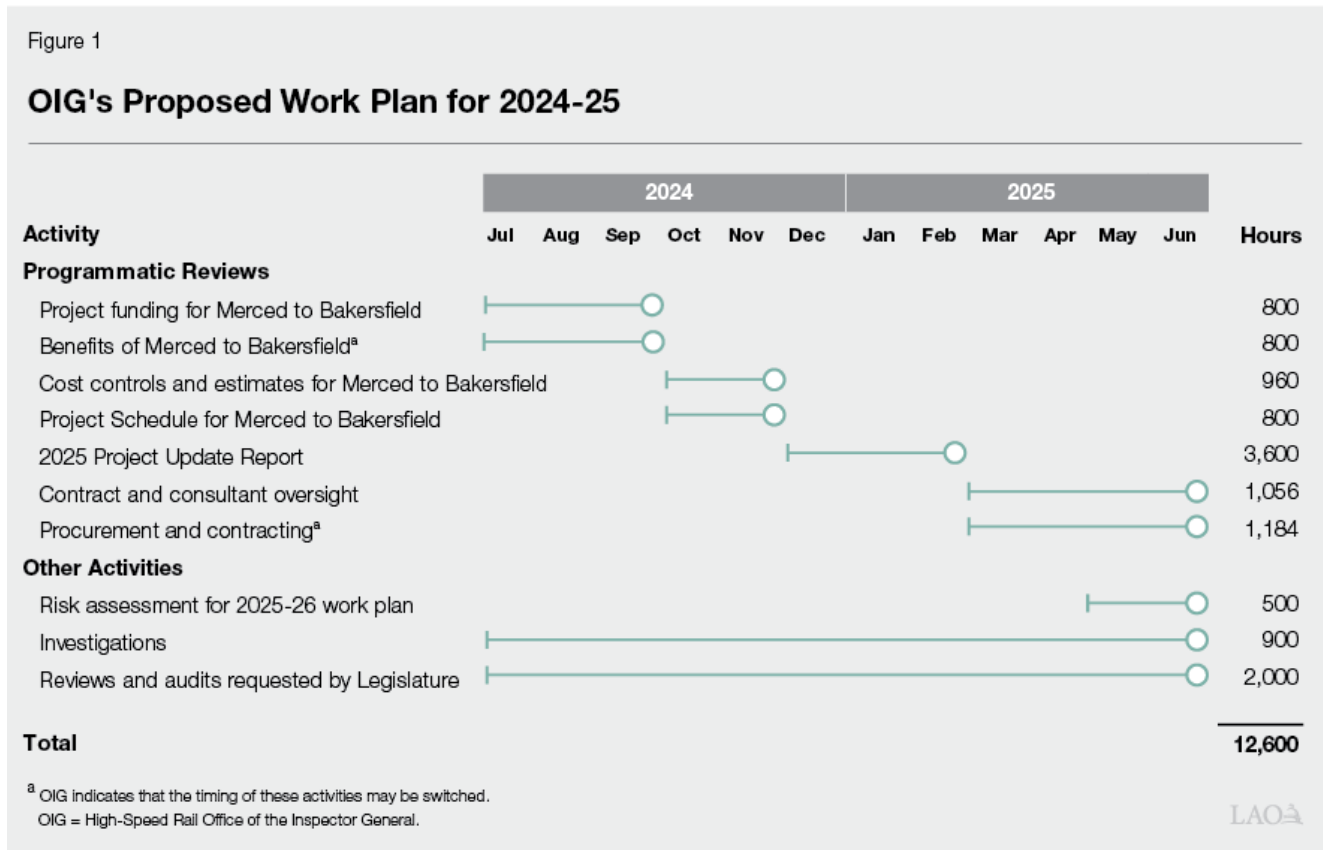 Figure 1
OIG's Proposed Work Plan for 2024-25
2024 2025
Activity Jul Aug Sep Oct Nov Dec Jan Feb Mar Apr May Jun Hours
Programmatic Reviews
Project funding for Merced to Bakersfield 800
Benefits of Merced to Bakersfieldª 800
Cost controls and estimates for Merced to Bakersfield 960
Project Schedule for Merced to Bakersfield 800
2025 Project Update Report 3,600
Contract and consultant oversight 1,056
Procurement and contractingª 1,184
Other Activities
Risk assessment for 2025-26 work plan 500
Investigations 900
Reviews and audits requested by Legislature 2,000
Total 12,600
ª OIG indicates that the timing of these activities may be switched.
OIG = High-Speed Rail Office of the Inspector General.
LAO